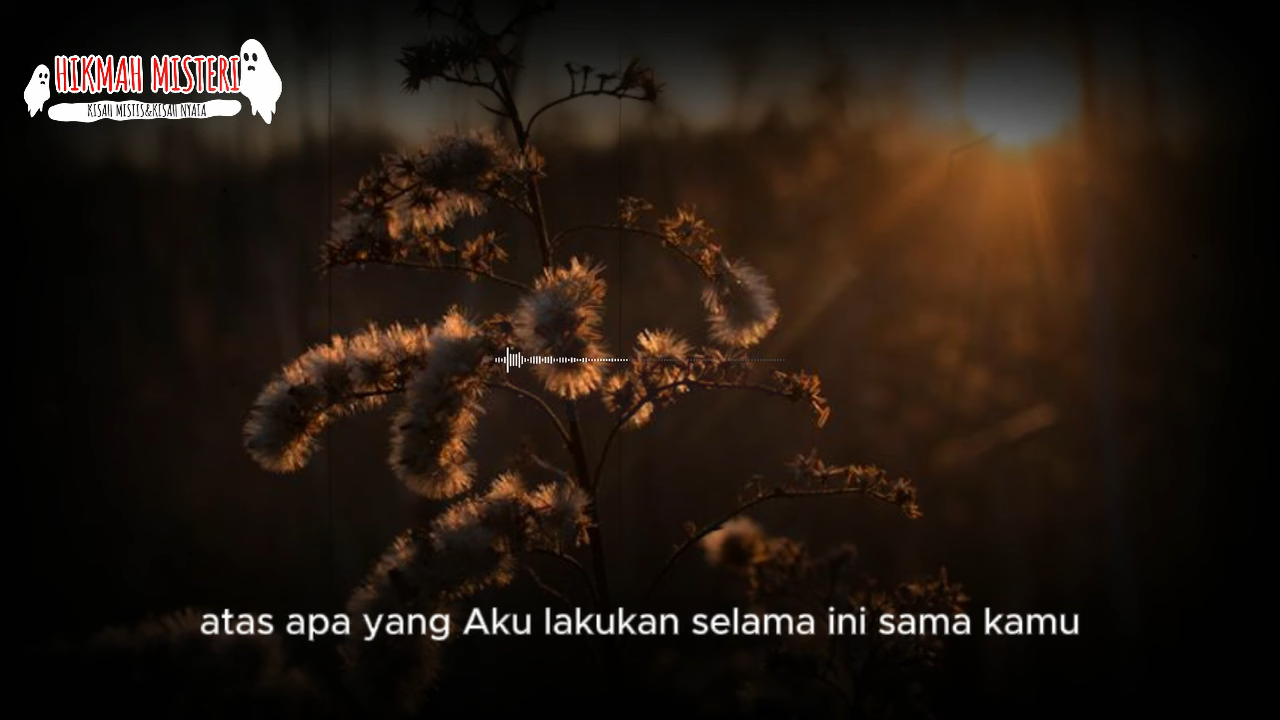 HIKMAH MISTERI
KISAH MISTIS&KISAH NYATA
atas apa yang Aku lakukan selama ini sama kamu